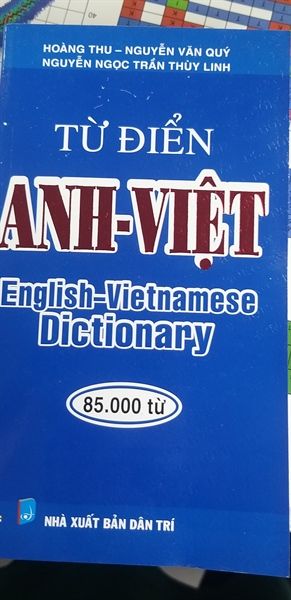 HOÀNG THU - NGUYỄN VĂN QUÝ
NGUYỄN NGỌC TRẦN THÙY LINH
TỪ ĐIỂN
ANH-VIỆT
English-Vietnamese
Dictionary
85.000 từ
NHÀ XUẤT BẢN DÂN TRÍ